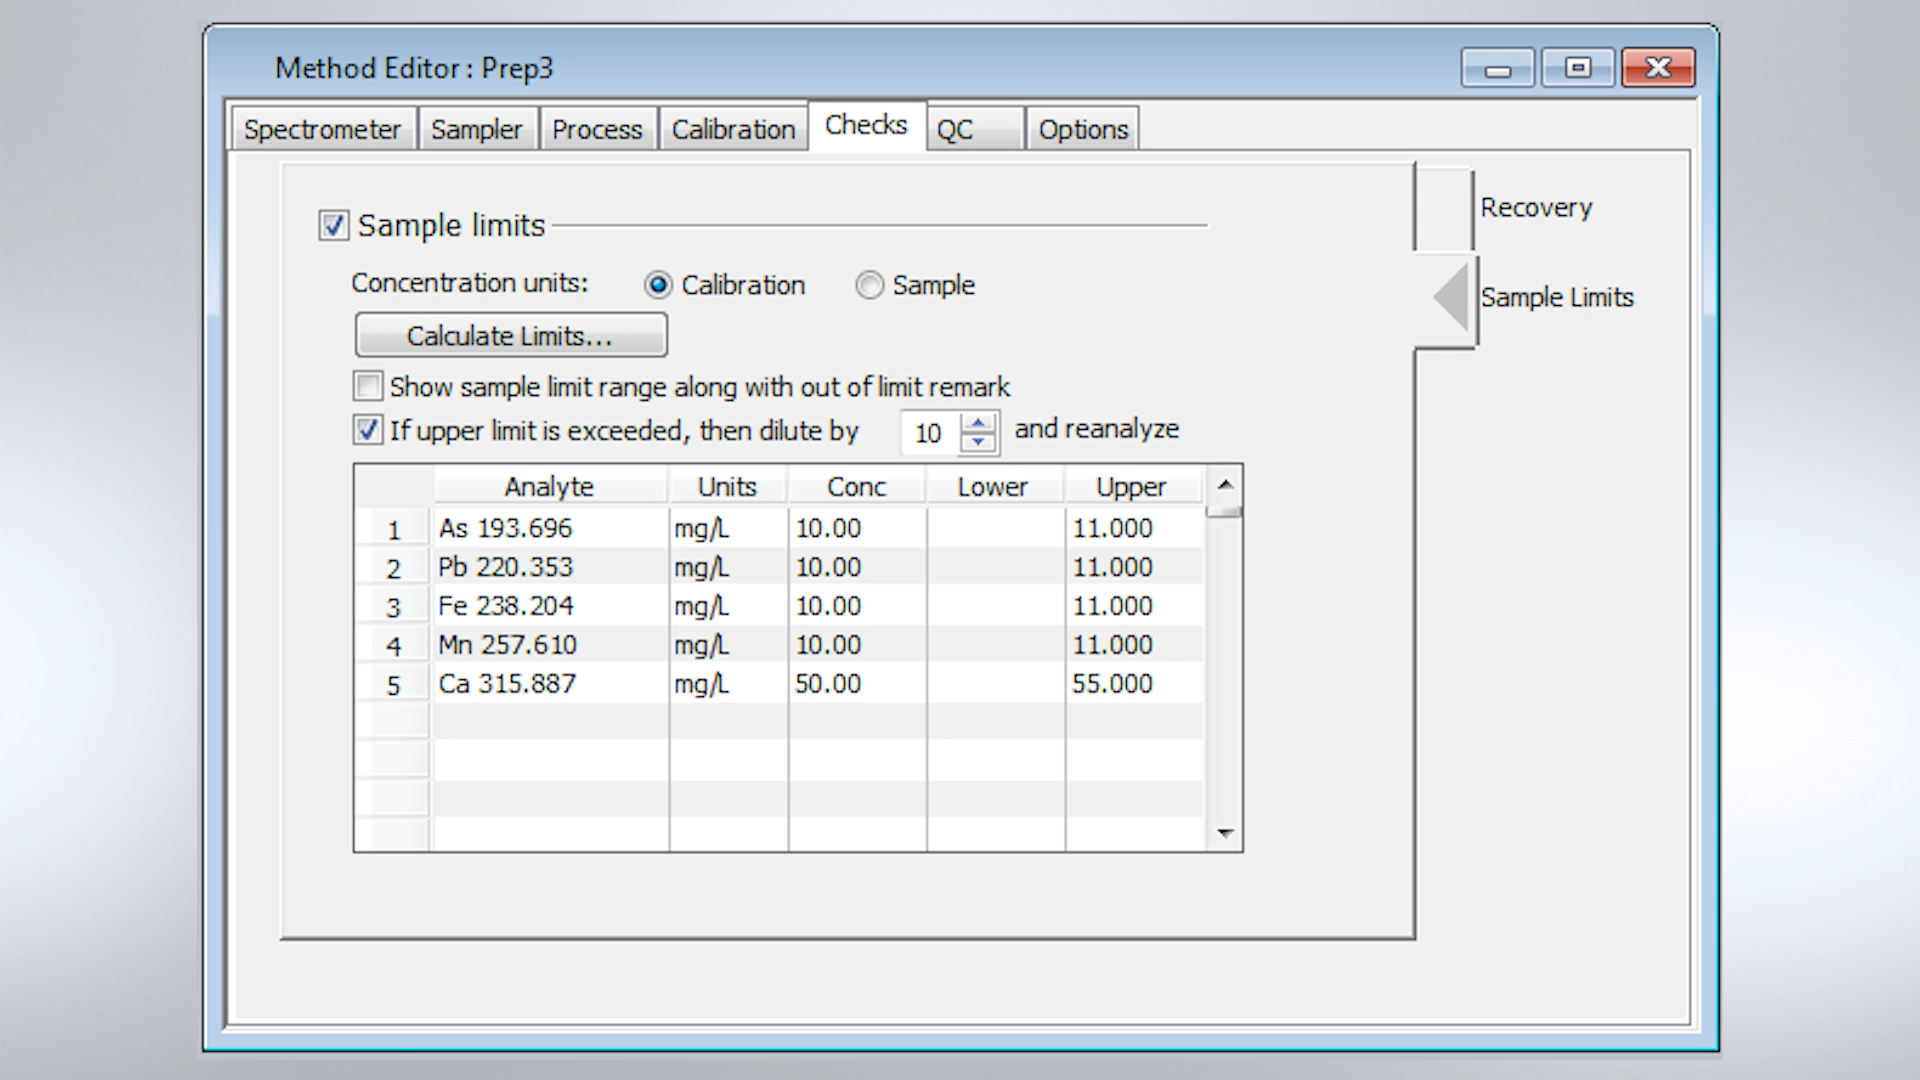 Method Editor : Prep3
Spectrometer Sampler Process Calibration Checks QC Options
Recovery
Sample Limits
Sample limits
Concentration units: Calibration Sample
Calculate Limits...
Show sample limit range along with out of limit remark
If upper limit is exceeded, then dilute by 10 and reanalyze
Analyte Units Conc Lower Upper
1 As 193.696 mg/L 10.00 11.000
2 Pb 220.353 mg/L 10.00 11.000
3 Fe 238.204 mg/L 10.00 11.000
4 Mn 257.610 mg/L 10.00 11.000
5 Ca 315.887 mg/L 50.00 55.000